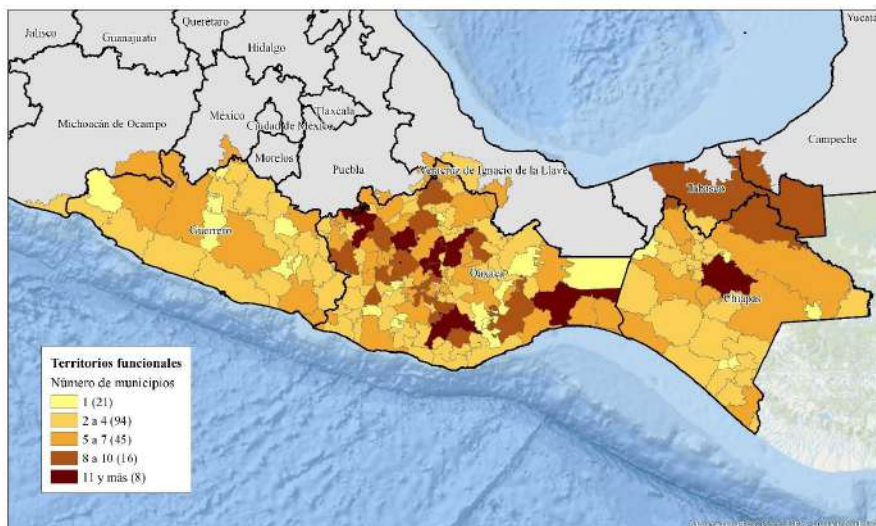 Yucatá
Querétaro
Jalisco
Guanajuato
Hidalgo
México
Tlaxcala
Michoacán de Ocampo
Ciudad de México
Campeche
Morelos
Puebla
Veracruz de Ignacio de la Llave
Tabasco
Guerrero
Oaxaca
Chiapas
Territorios funcionales
Número de municipios
1 (21)
2 a 4 (94)
5 a 7 (45)
8 a 10 (16)
11 y más (8)